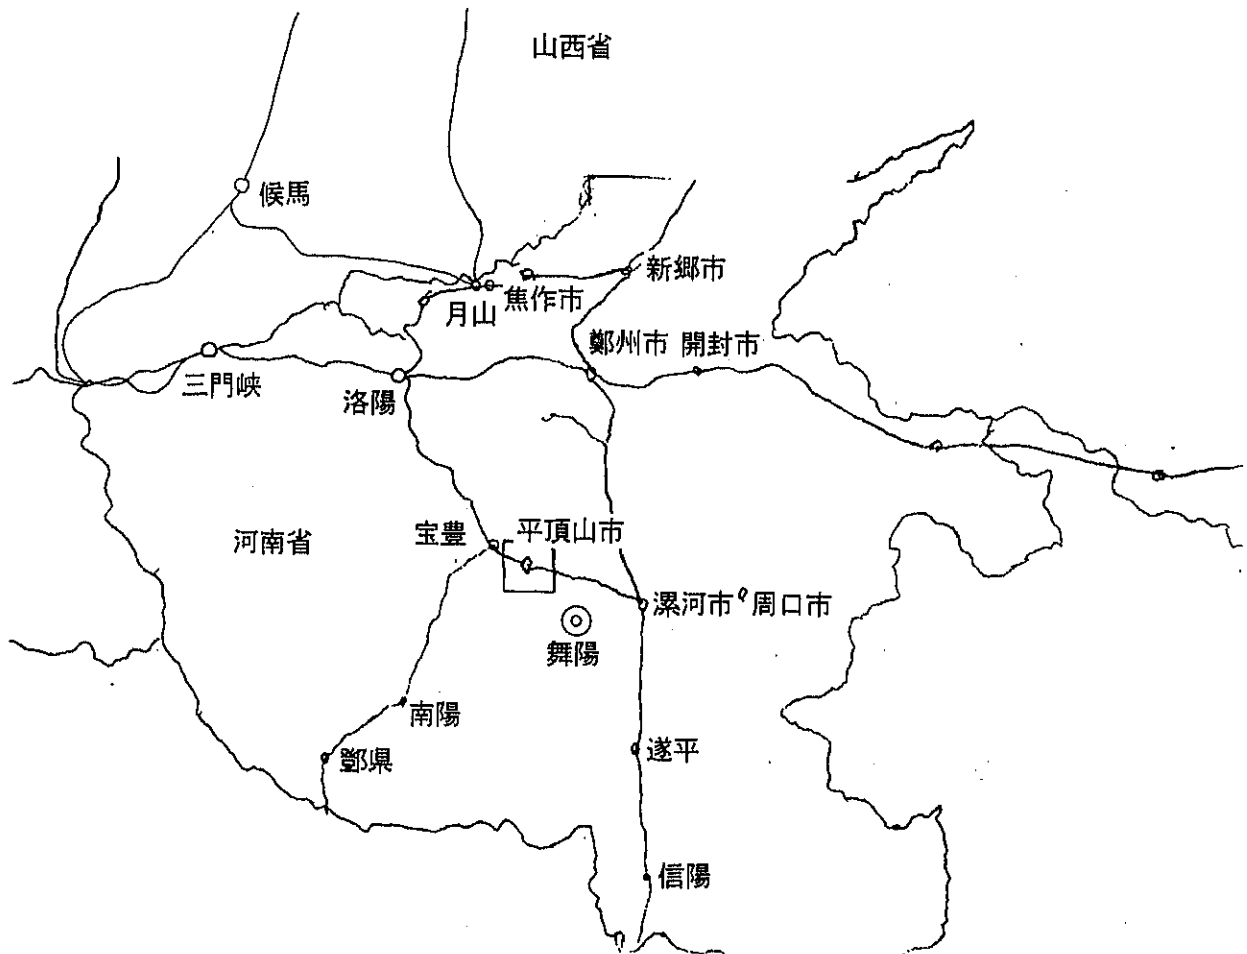 山西省
候馬
新郷市
焦作市
月山
鄭州市 開封市
三門峡
洛陽
宝豊
平頂山市
河南省
漯河市
周口市
舞陽
南陽
鄧県
遂平
信陽